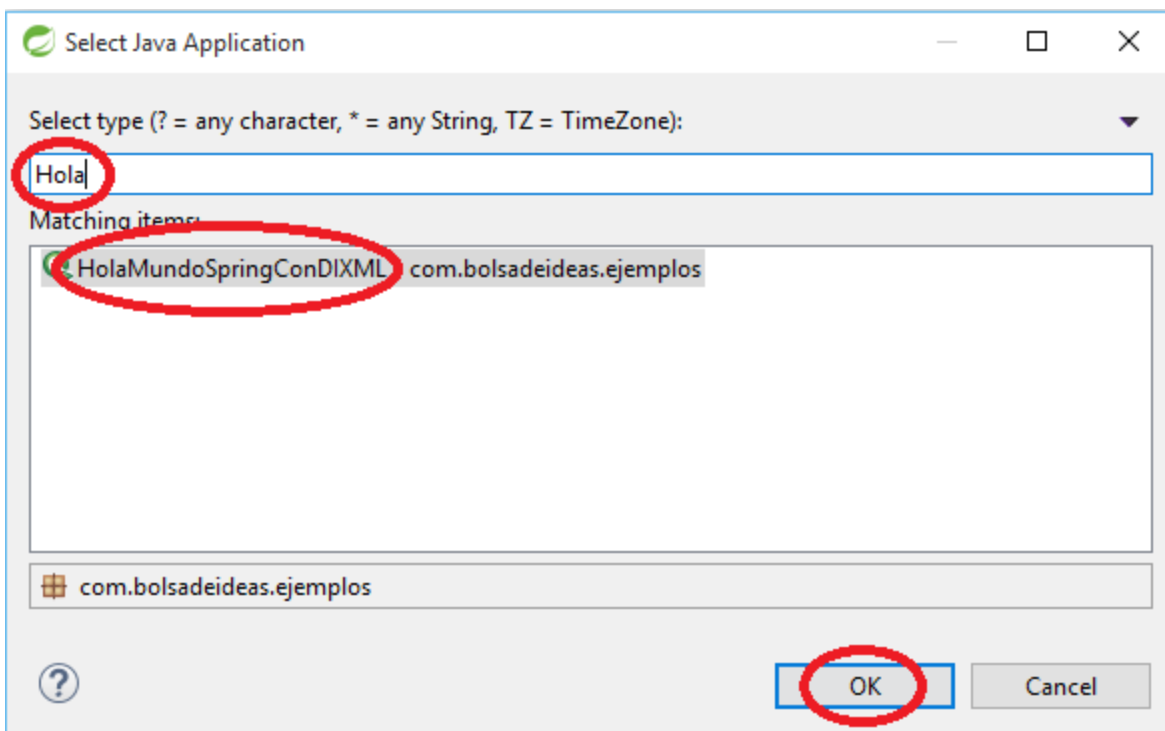 Select Java Application
Select type (? = any character, * = any String, TZ = TimeZone):
Hola
Matching items:
HolaMundoSpringConDIXML - com.bolsadeideas.ejemplos
com.bolsadeideas.ejemplos
? OK Cancel